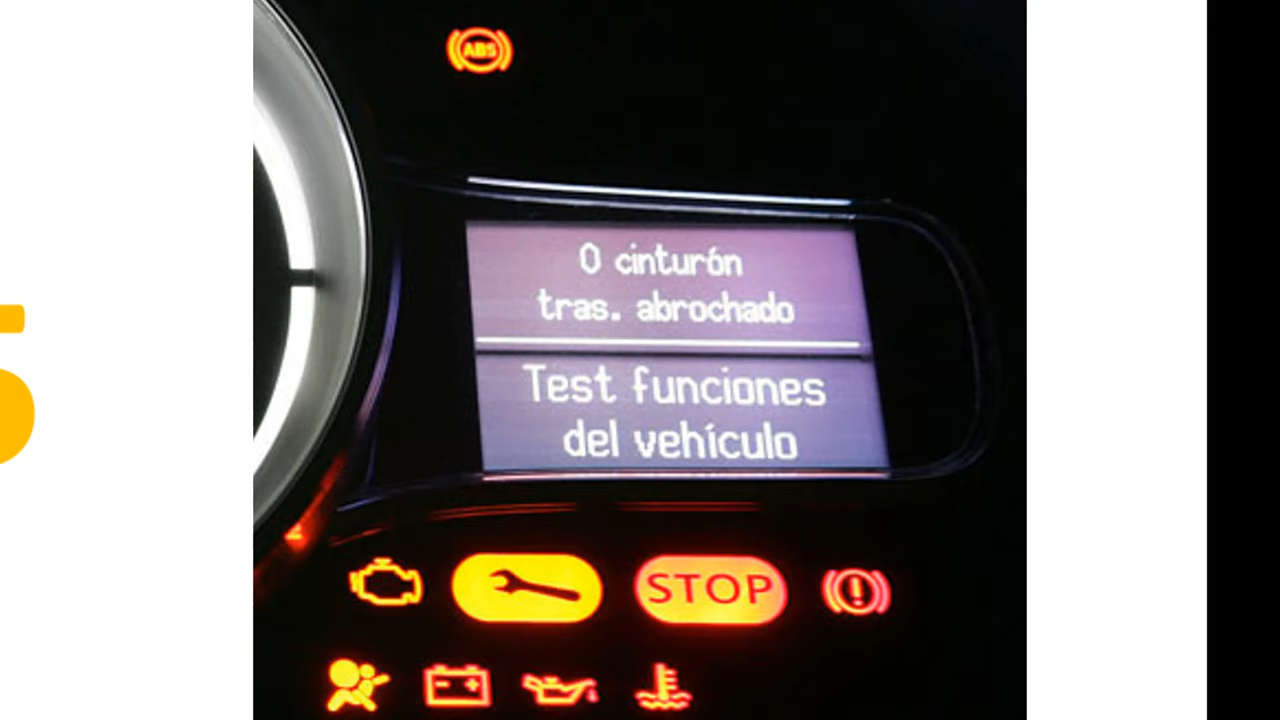 ABS
0 cinturón
tras. abrochado
Test funciones
del vehículo
STOP